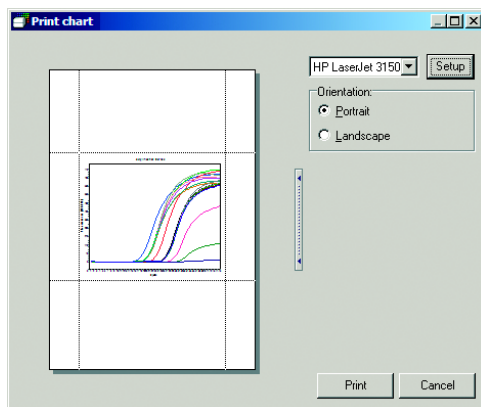 Print chart
HP LaserJet 3150
Setup
Orientation:
Portrait
Landscape
Print
Cancel